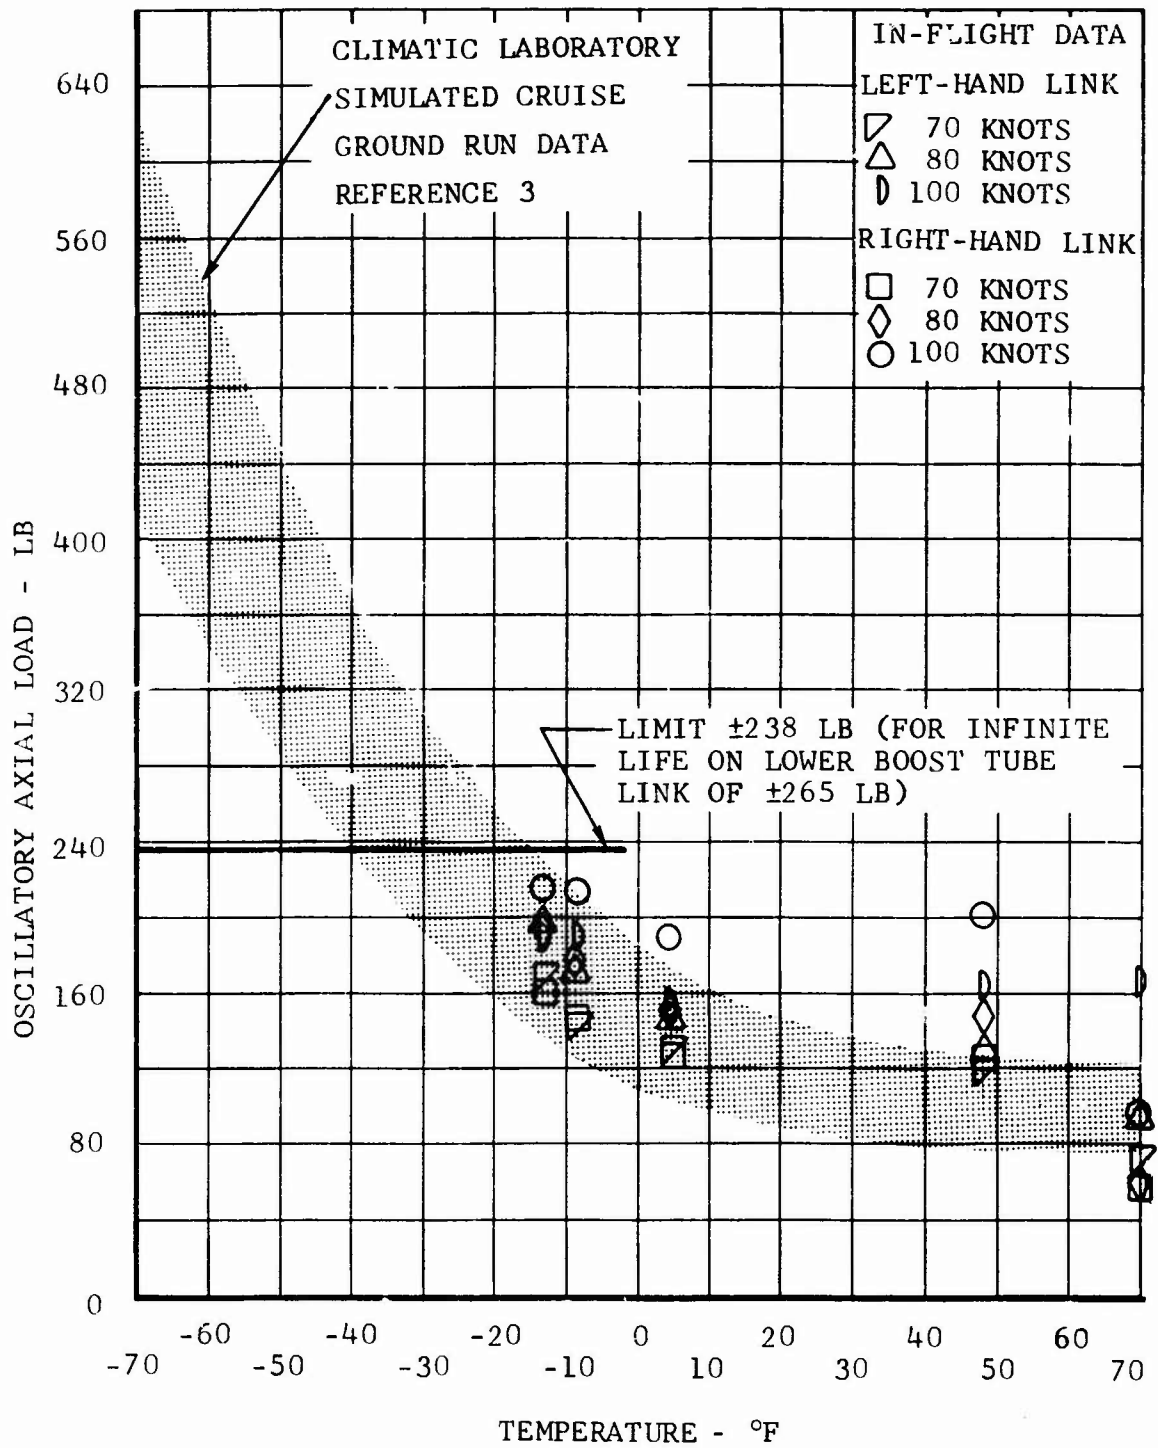 CLIMATIC LABORATORY
SIMULATED CRUISE
GROUND RUN DATA
REFERENCE 3
IN-FLIGHT DATA
LEFT-HAND LINK
70 KNOTS
80 KNOTS
100 KNOTS
RIGHT-HAND LINK
70 KNOTS
80 KNOTS
100 KNOTS
LIMIT ±238 LB (FOR INFINITE
LIFE ON LOWER BOOST TUBE
LINK OF ±265 LB)
OSCILLATORY AXIAL LOAD - LB
640
560
480
400
320
240
160
80
0
-60 -40 -20 0 20 40 60
-70 -50 -30 -10 10 30 50 70
TEMPERATURE - °F